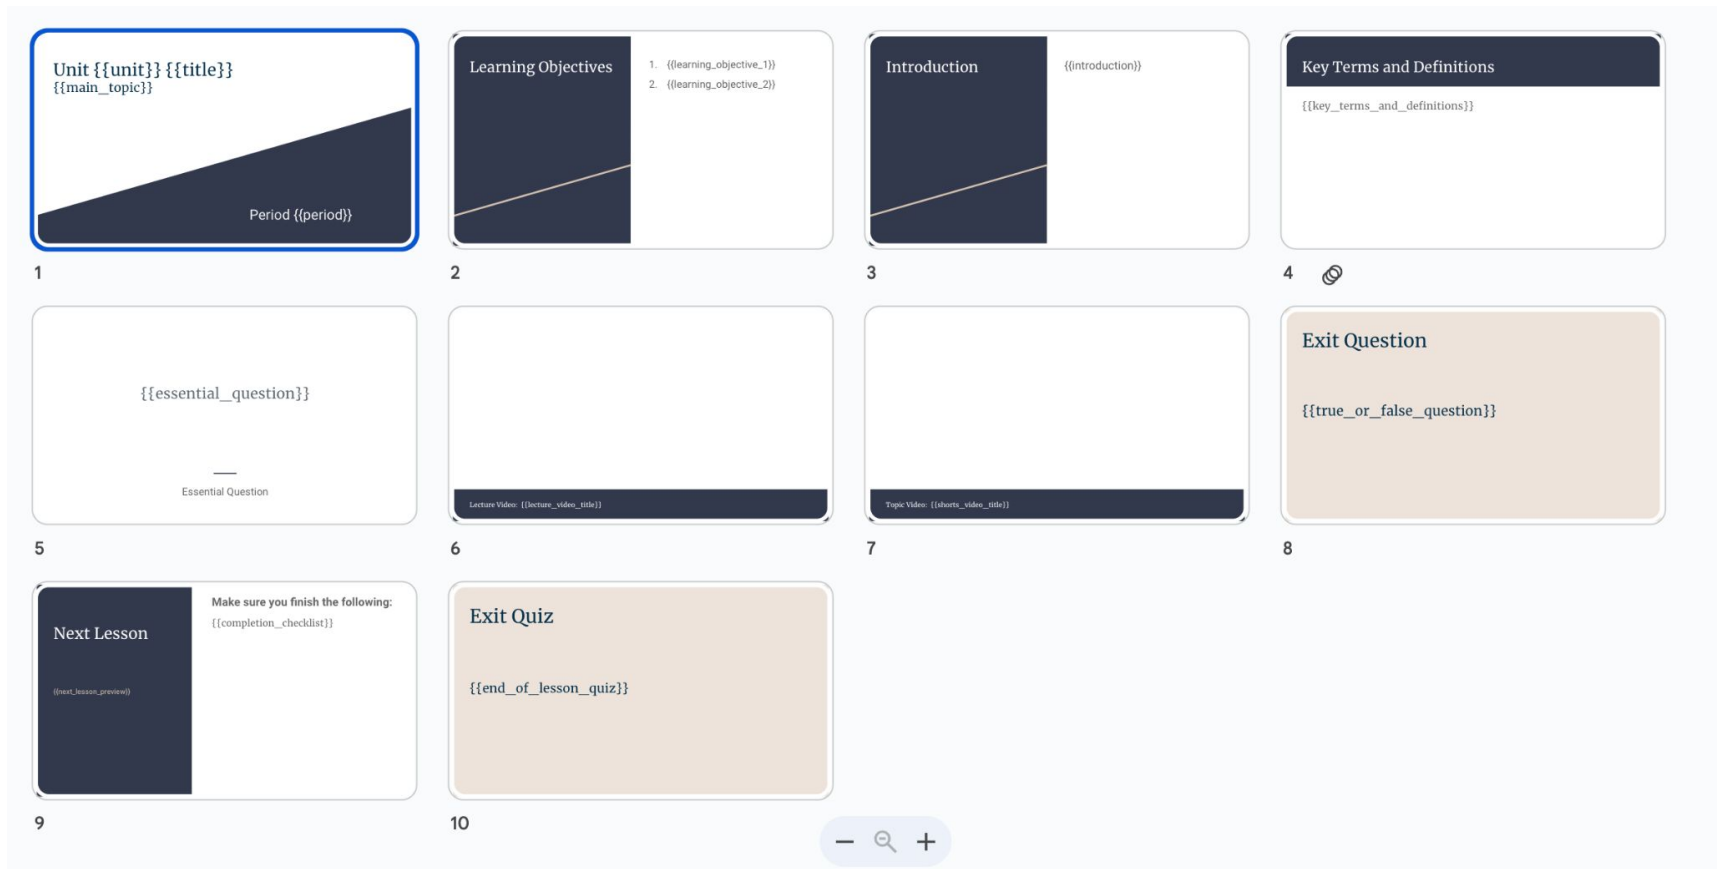 Unit {{unit}} {{title}}
{{main_topic}}
Period {{period}}
1
Learning Objectives
1. {{learning_objective_1}}
2. {{learning_objective_2}}
2
Introduction
{{introduction}}
3
Key Terms and Definitions
{{key_terms_and_definitions}}
4
{{essential_question}}
Essential Question
5
Lecture Video: {{lecture_video_title}}
6
Topic Video: {{shorts_video_title}}
7
Exit Question
{{true_or_false_question}}
8
Next Lesson
{{next_lesson_preview}}
Make sure you finish the following:
{{completion_checklist}}
9
Exit Quiz
{{end_of_lesson_quiz}}
10